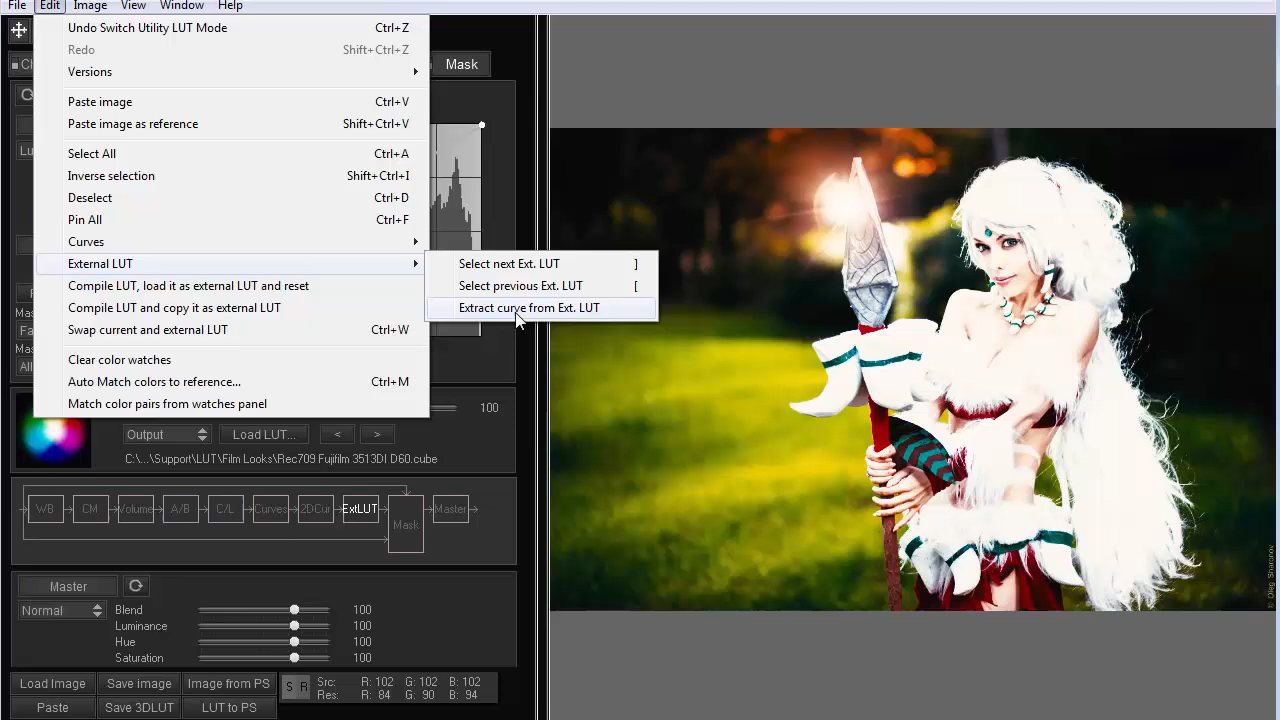 File Edit Image View Window Help
Undo Switch Utility LUT Mode Ctrl+Z
Redo Shift+Ctrl+Z
Versions
Mask
Paste image Ctrl+V
Paste image as reference Shift+Ctrl+V
Select All Ctrl+A
Inverse selection Shift+Ctrl+I
Deselect Ctrl+D
Pin All Ctrl+F
Curves
External LUT
Select next Ext. LUT ]
Select previous Ext. LUT [
Extract curve from Ext. LUT
Compile LUT, load it as external LUT and reset
Compile LUT and copy it as external LUT
Swap current and external LUT Ctrl+W
Clear color watches
Auto Match colors to reference... Ctrl+M
Match color pairs from watches panel
100
Output Load LUT... < >
C:\...\Support\LUT\Film Looks\Rec709 Fujifilm 3513DI D60.cube
WB CM Volume A/B C/L Curves 2DCur ExtLUT Mask Master
Master
Normal Blend 100
Luminance 100
Hue 100
Saturation 100
Load Image Save image Image from PS S R Src: R: 102 G: 102 B: 102
Res: R: 84 G: 90 B: 94
Paste Save 3DLUT LUT to PS
© Oleg Sharonov